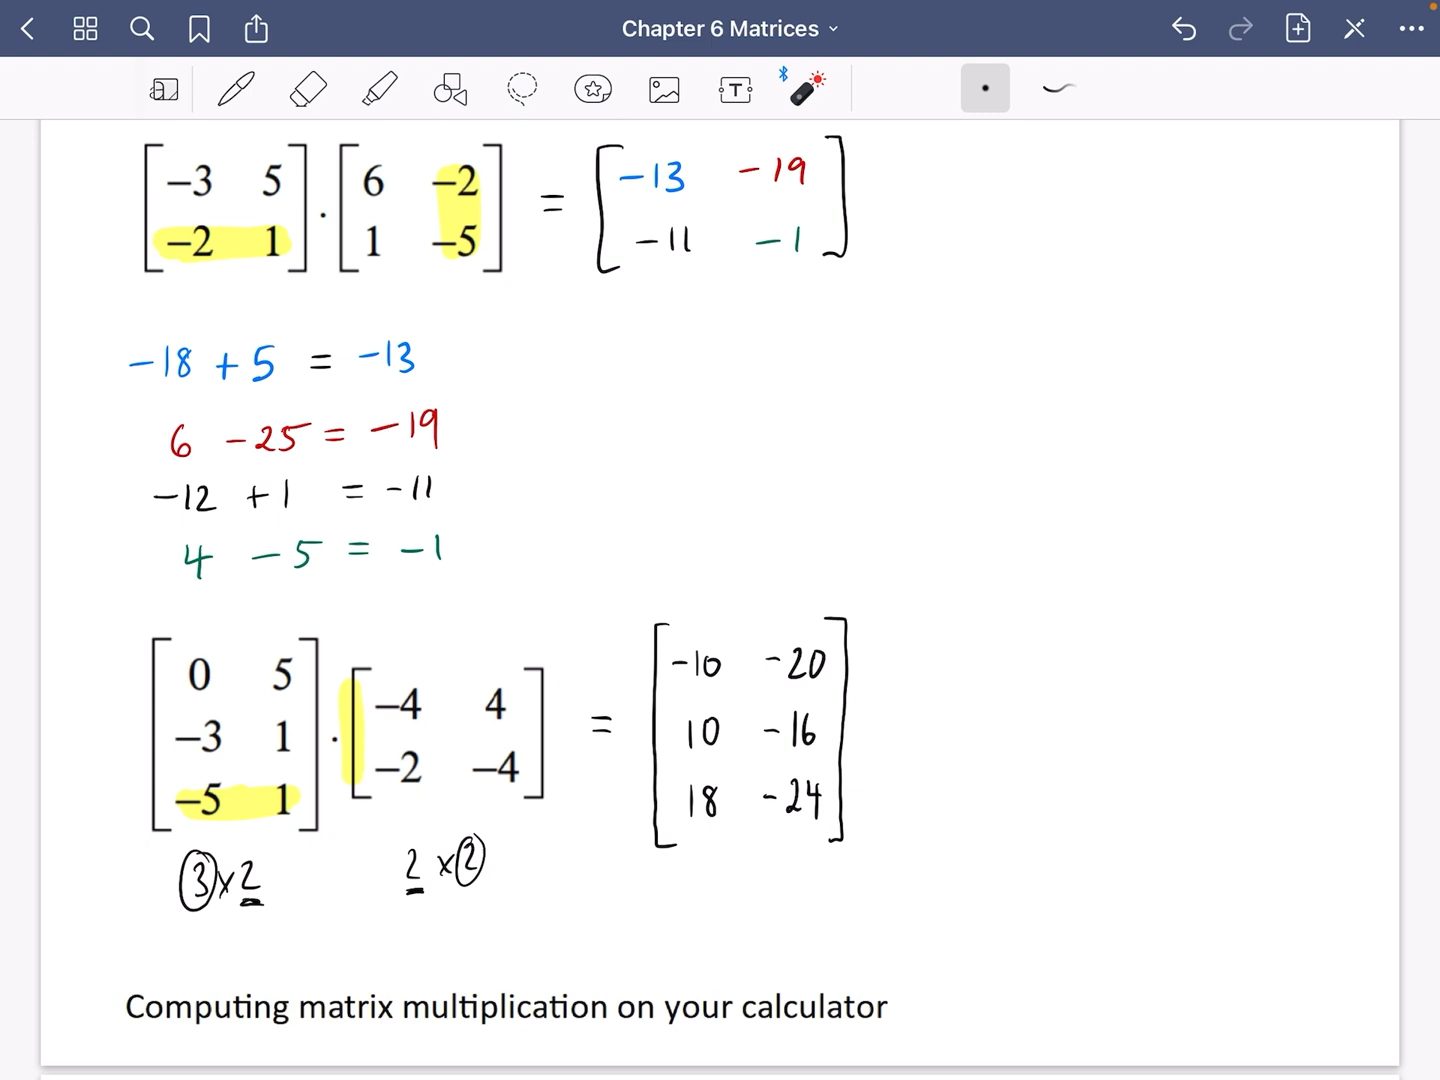 Chapter 6 Matrices
[−3 5] · [6 −2] = [−13 −19]
[−2 1] [1 −5] [−11 −1]
−18 + 5 = −13
6 − 25 = −19
−12 + 1 = −11
4 − 5 = −1
[0 5] [−10 −20]
[−3 1] · [−4 4] = [10 −16]
[−5 1] [−2 −4] [18 −24]
3×2 2×2
Computing matrix multiplication on your calculator